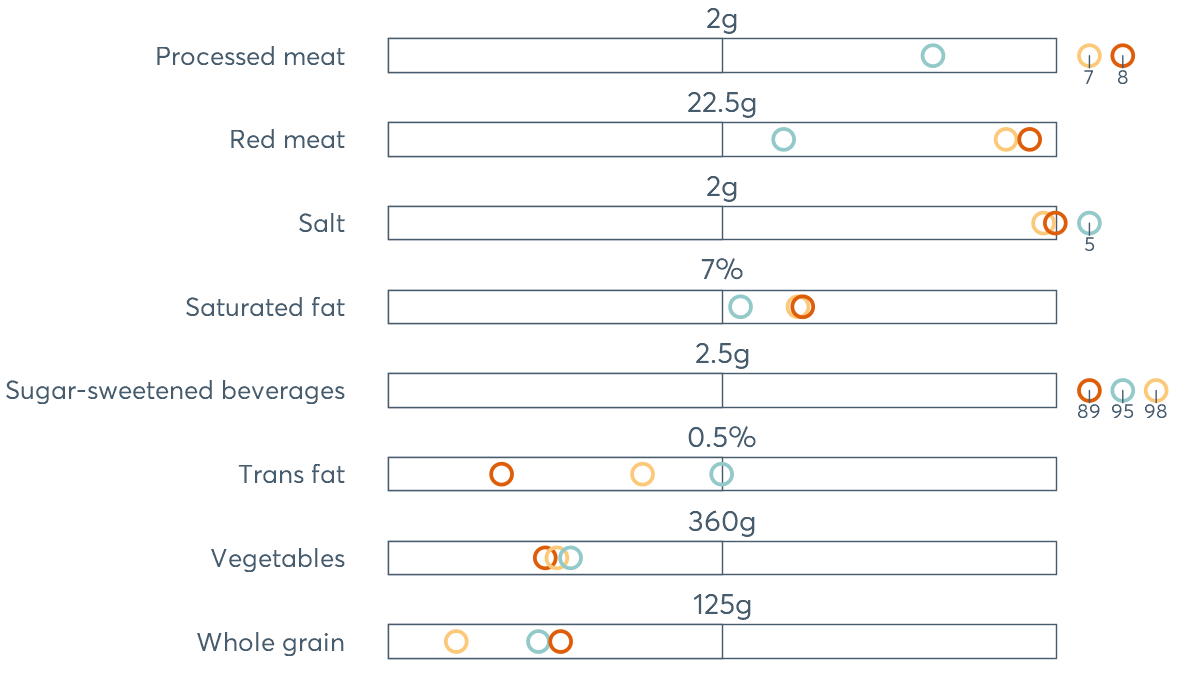 2g
Processed meat
7 8
22.5g
Red meat
2g
Salt
5
7%
Saturated fat
2.5g
Sugar-sweetened beverages
89 95 98
0.5%
Trans fat
360g
Vegetables
125g
Whole grain